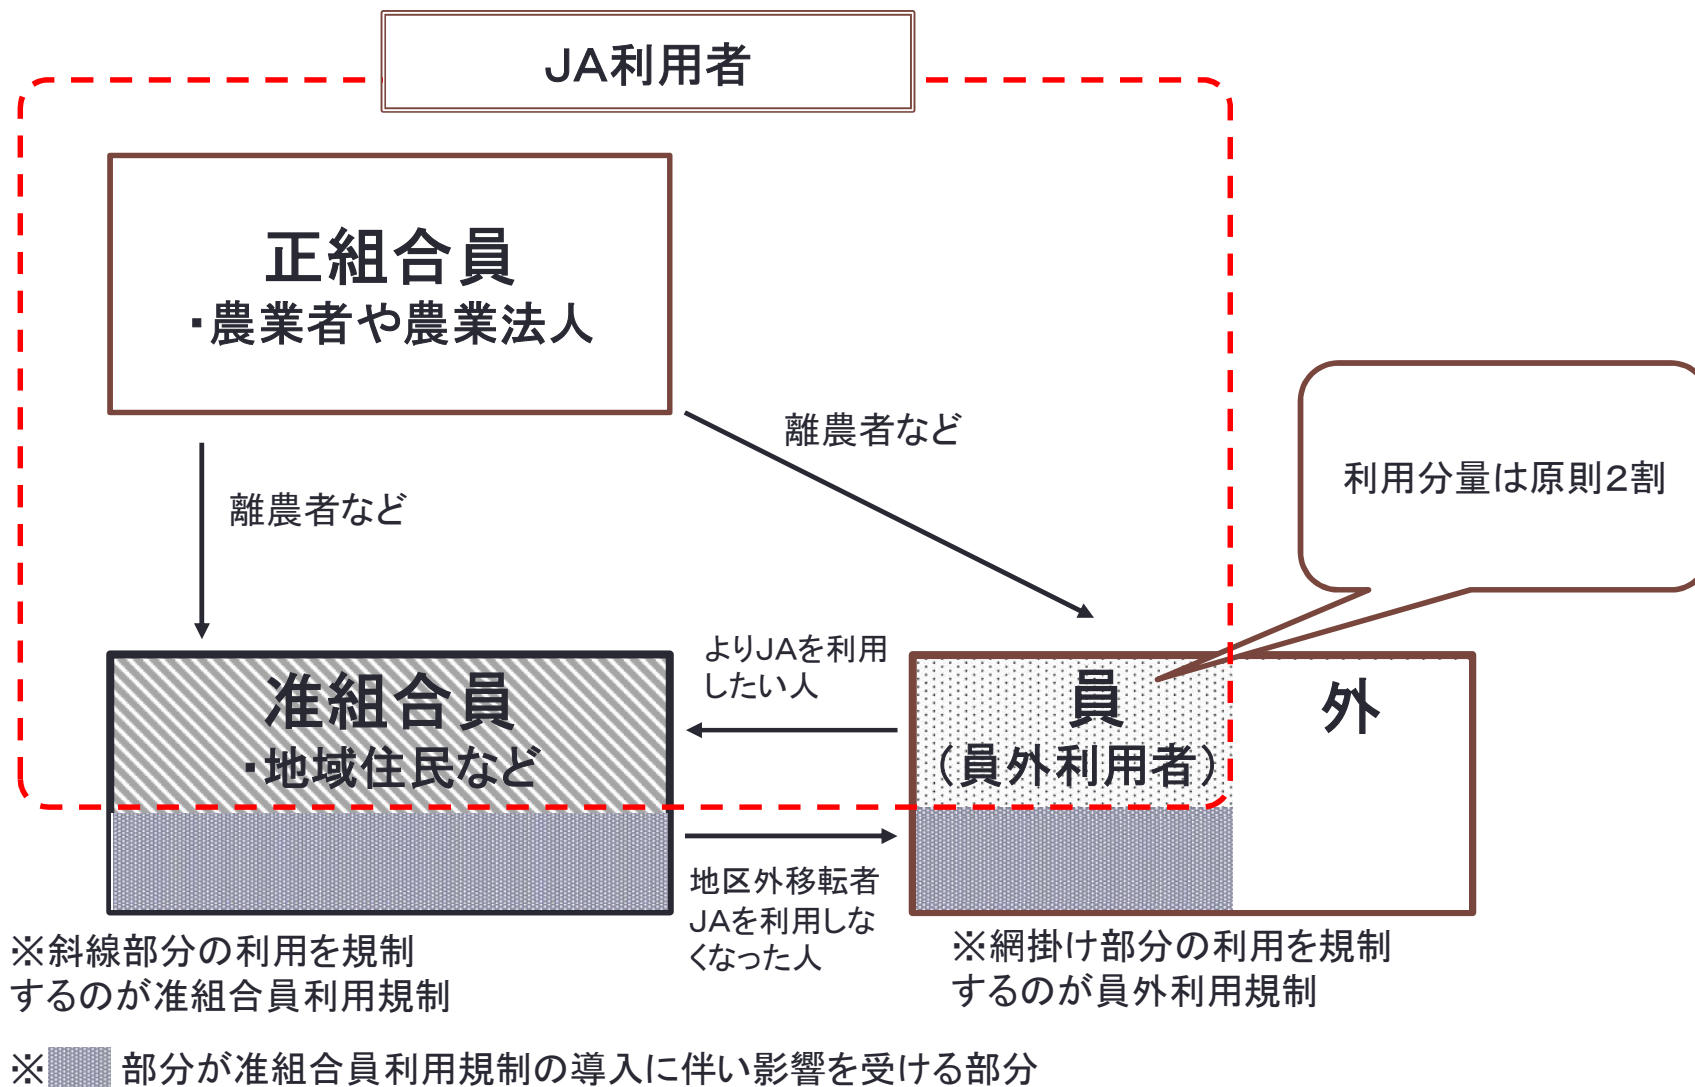 JA利用者
正組合員
・農業者や農業法人
離農者など
離農者など
利用分量は原則2割
准組合員
・地域住民など
よりJAを利用
したい人
員 外
（員外利用者）
地区外移転者
JAを利用しな
くなった人
※斜線部分の利用を規制
するのが准組合員利用規制
※網掛け部分の利用を規制
するのが員外利用規制
※ 部分が准組合員利用規制の導入に伴い影響を受ける部分